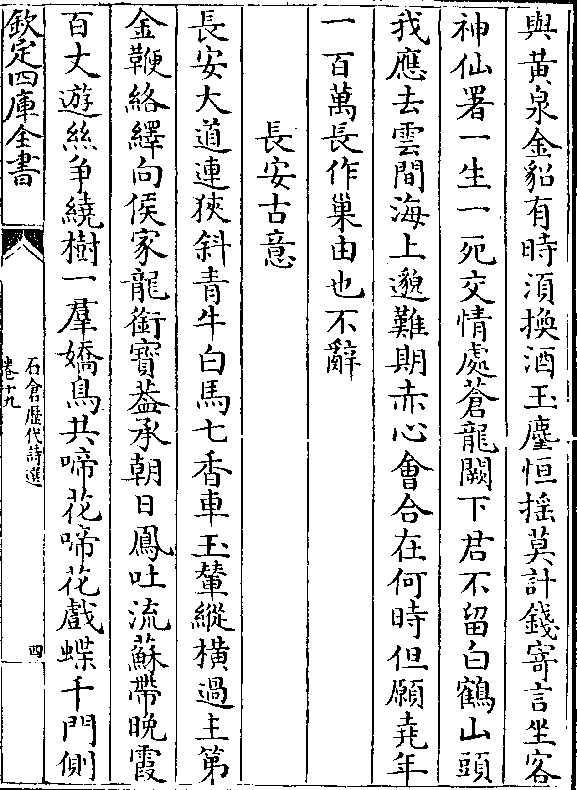 與黃泉金貂有時須換酒玉麈恒搖莫計錢寄言坐客
神仙署一生一死交情處蒼龍闕下君不留白鶴山頭
我應去雲間海上邈難期赤心會合在何時但願堯年
一百萬長作巢由也不辭
長安古意
長安大道連狹斜青牛白馬七香車玉輦縱橫過主第
金鞭絡繹向侯家龍銜寶葢承朝日鳳吐流蘇帶晚霞
百丈遊絲争繞樹一羣嬌鳥共啼花啼花戲蝶千門側
欽定四庫全書
石倉歷代詩選
卷十九
四